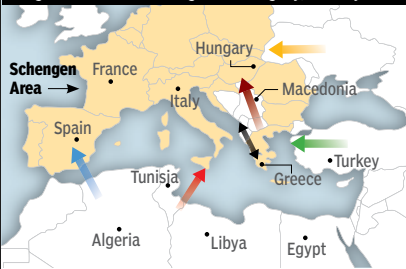 Hungary
Schengen
Area
France
Macedonia
Italy
Spain
Tunisia
Turkey
Greece
Algeria
Libya
Egypt